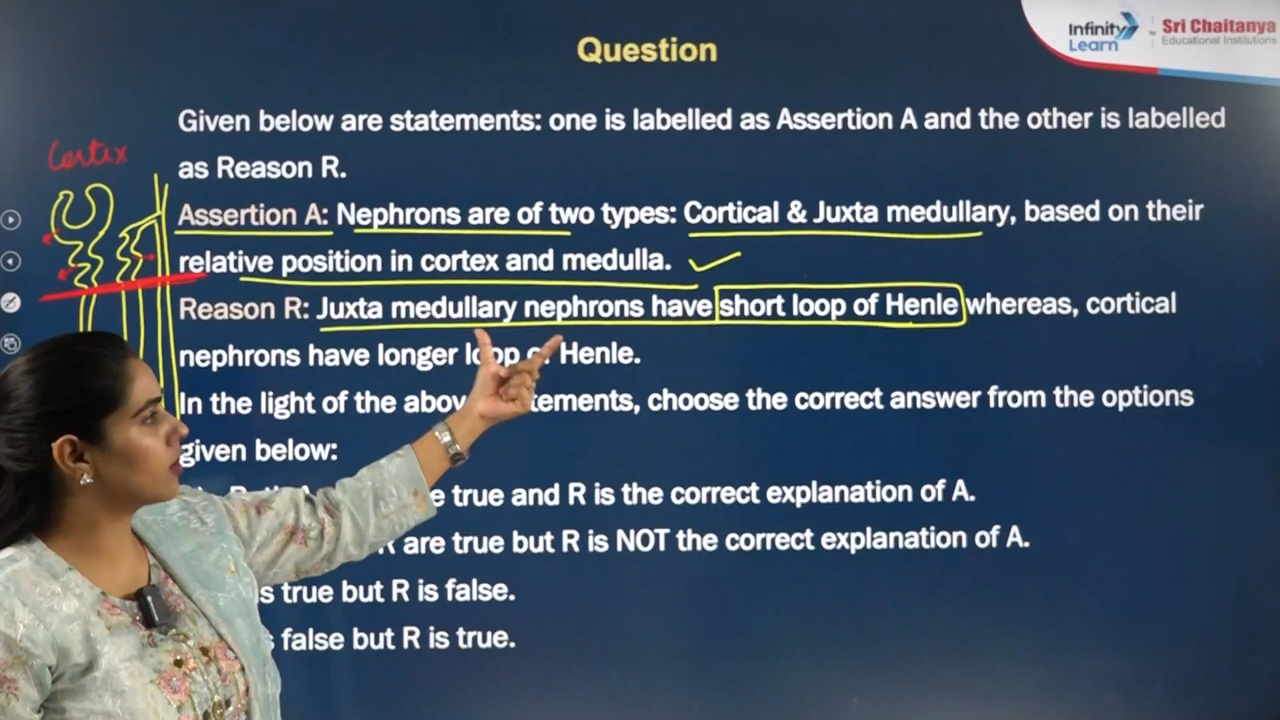 Infinity Learn
by
Sri Chaitanya
Educational Institutions
Question
Given below are statements: one is labelled as Assertion A and the other is labelled
as Reason R.
Cortex
Assertion A: Nephrons are of two types: Cortical & Juxta medullary, based on their
relative position in cortex and medulla.
Reason R: Juxta medullary nephrons have short loop of Henle whereas, cortical
nephrons have longer loop Henle.
In the light of the above choose the correct answer from the options
given below:
true and R is the correct explanation of A.
are true but R is NOT the correct explanation of A.
true but R is false.
false but R is true.